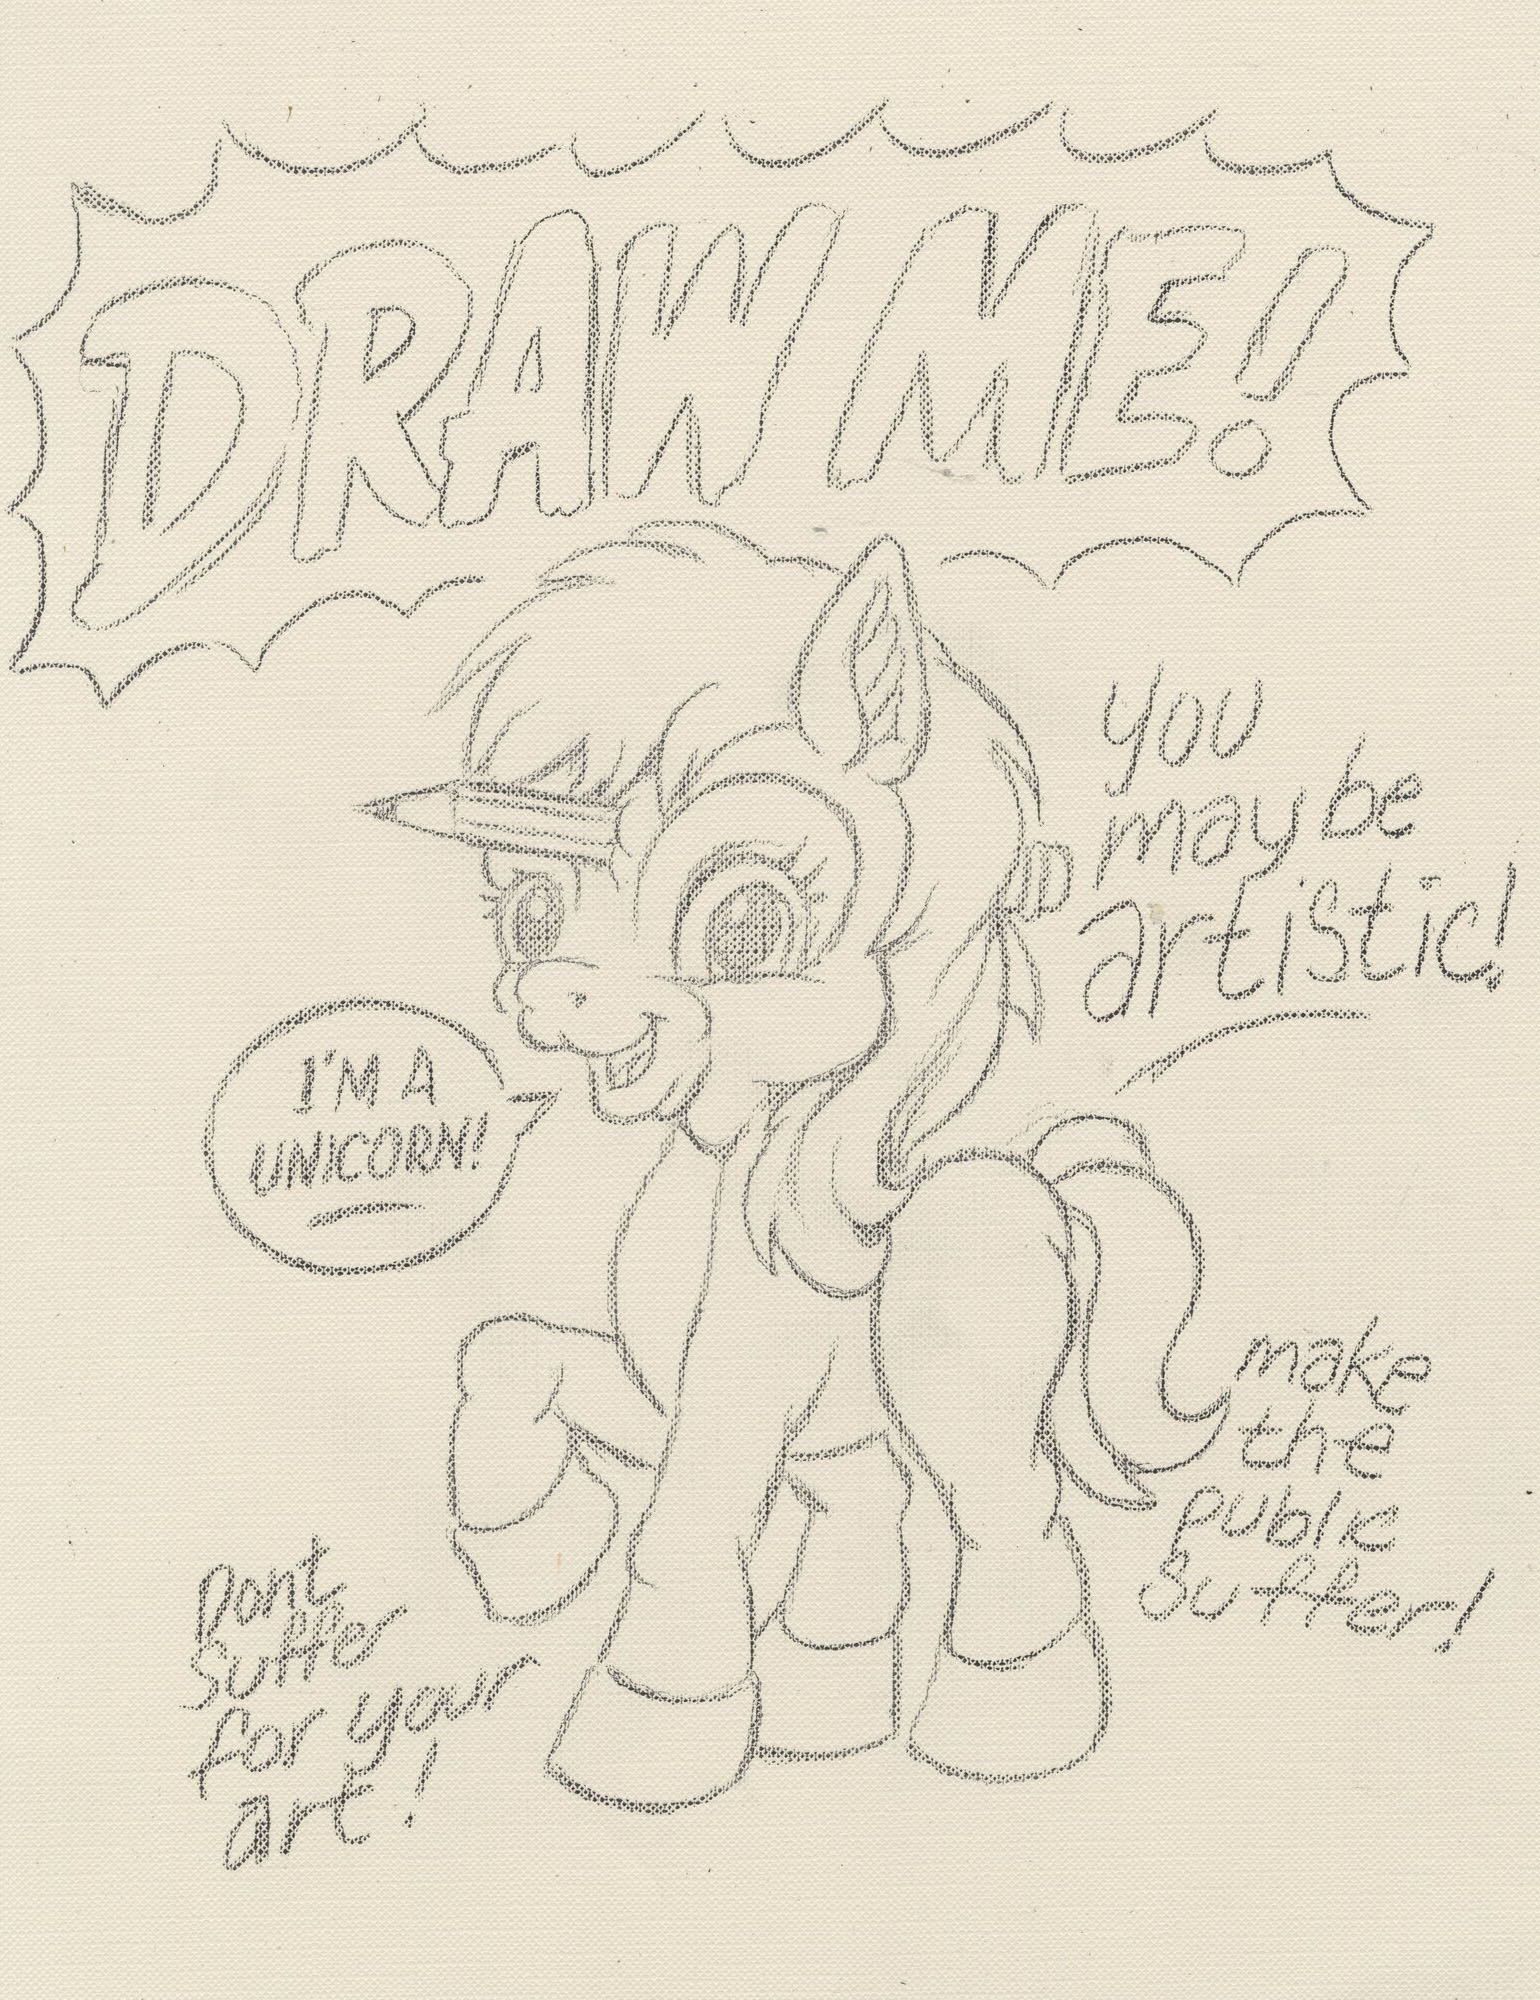 DRAW ME!
you
may be
artistic!
I'M A
UNICORN!
make
the
public
Suffer!
Dont
Suffer
for your
art!